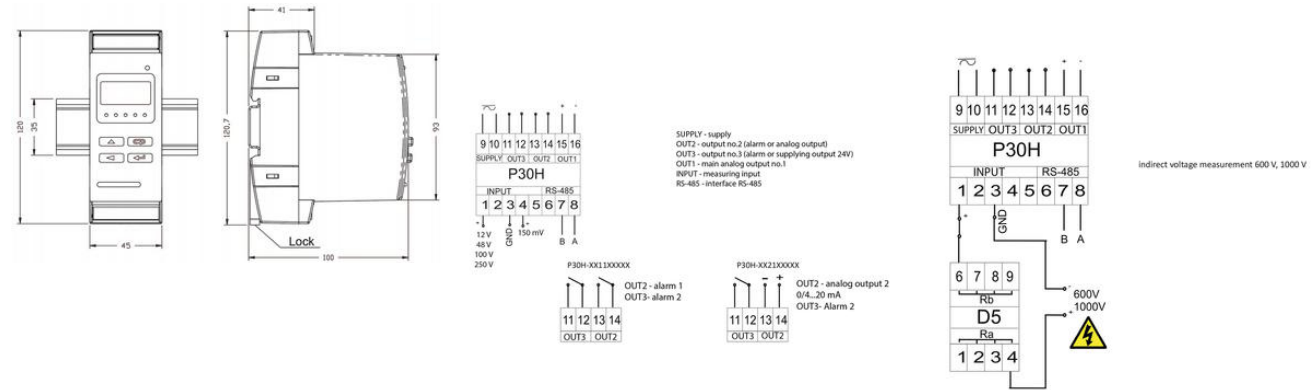 41
120
35
45
120,7
93
Lock
100
+ -
9 10 11 12 13 14 15 16
SUPPLY OUT3 OUT2 OUT1
P30H
INPUT RS-485
1 2 3 4 5 6 7 8
- +
12 V
48 V
100 V
250 V
GND
150 mV
B A
SUPPLY - supply
OUT2 - output no.2 (alarm or analog output)
OUT3 - output no.3 (alarm or supplying output 24V)
OUT1 - main analog output no.1
INPUT - measuring input
RS-485 - interface RS-485
P30H-XX11XXXXX
OUT2 - alarm 1
OUT3- alarm 2
11 12 13 14
OUT3 OUT2
P30H-XX21XXXXX
- +
OUT2 - analog output 2
0/4...20 mA
OUT3- Alarm 2
11 12 13 14
OUT3 OUT2
+ -
9 10 11 12 13 14 15 16
SUPPLY OUT3 OUT2 OUT1
P30H
INPUT RS-485
1 2 3 4 5 6 7 8
+
GND
B A
6 7 8 9
Rb
D5
Ra
1 2 3 4
- 600V
+ 1000V
indirect voltage measurement 600 V, 1000 V